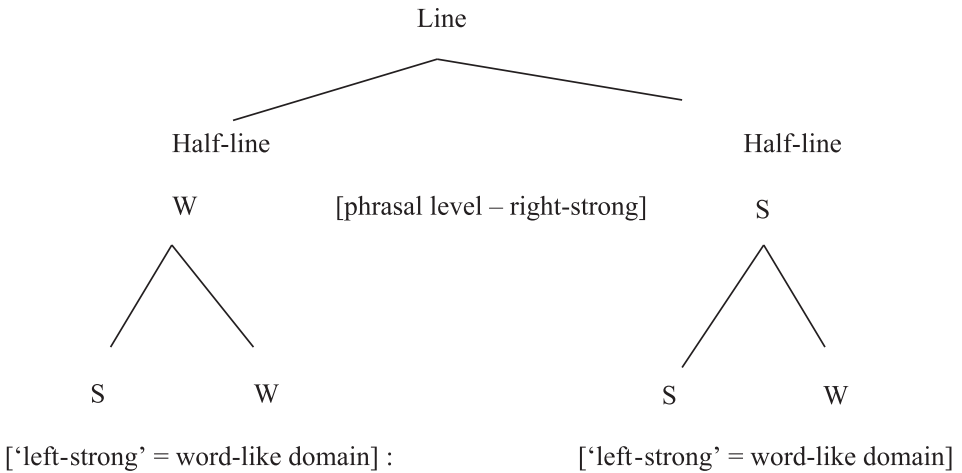 Line
Half-line Half-line
W [phrasal level – right-strong] S
S W S W
[‘left-strong’ = word-like domain] : [‘left-strong’ = word-like domain]